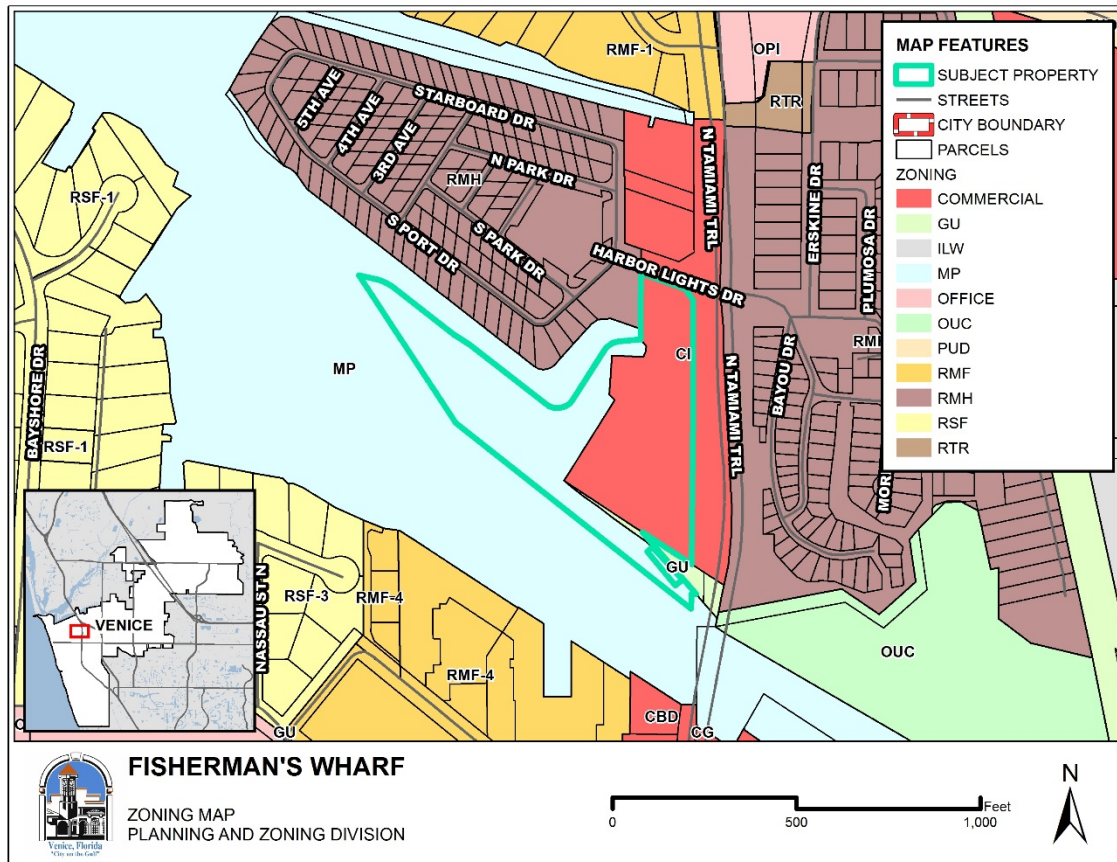 RMF-1
OPI
RTR
5TH AVE
4TH AVE
3RD AVE
STARBOARD DR
N PARK DR
RMH
S PARK DR
S PORT DR
N TAMIAMI TRL
ERSKINE DR
PLUMOSA DR
HARBOR LIGHTS DR
RSF-1
BAYSHORE DR
RSF-1
MP
CI
N TAMIAMI TRL
BAYOU DR
GU
OUC
RSF-3
RMF-4
RMF-4
NASSAU ST N
GU
CBD
CG
MAP FEATURES
SUBJECT PROPERTY
STREETS
CITY BOUNDARY
PARCELS
ZONING
COMMERCIAL
GU
ILW
MP
OFFICE
OUC
PUD
RMF
RMH
RSF
RTR
VENICE
FISHERMAN'S WHARF
ZONING MAP
PLANNING AND ZONING DIVISION
Venice, Florida
"City on the Gulf"
0 500 1,000 Feet
N